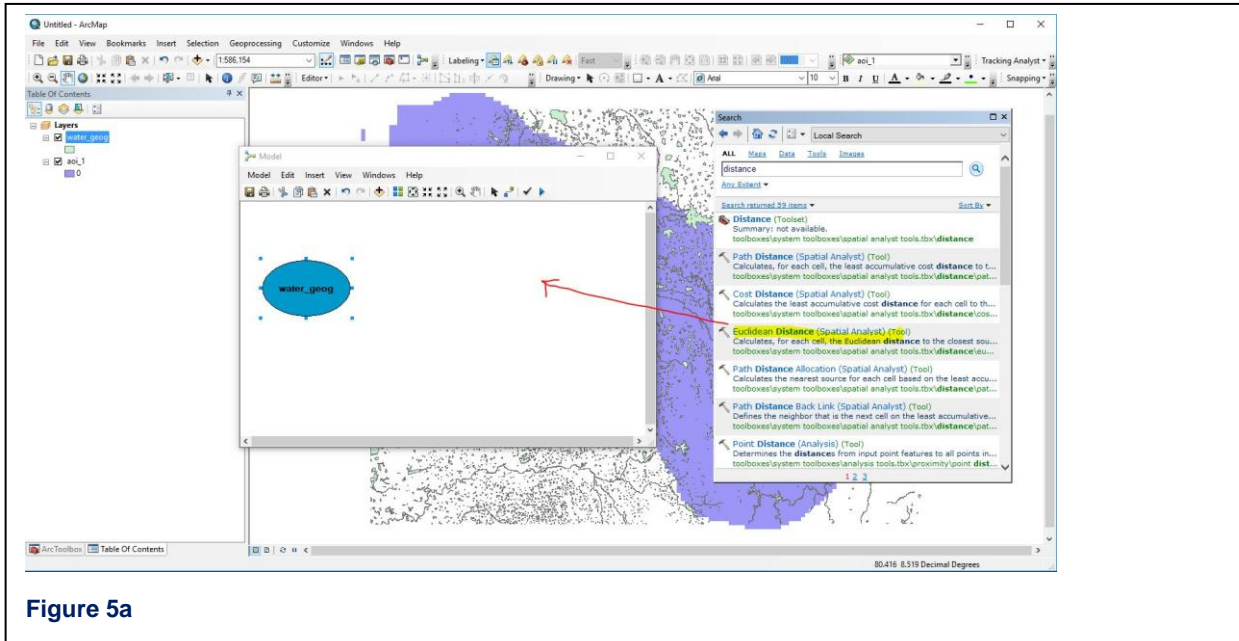 Untitled - ArcMap
File Edit View Bookmarks Insert Selection Geoprocessing Customize Windows Help
1:586,154 Labeling Fast aoi_1 Tracking Analyst
Editor Drawing A Arial 10 B I U A Snapping
Table Of Contents
Layers
water_geog
aoi_1
0
Model
Model Edit Insert View Windows Help
water_geog
Search
Local Search
ALL Maps Data Tools Images
distance
Any Extent
Search returned 59 items Sort By
Distance (Toolset)
Summary: not available.
toolboxes\system toolboxes\spatial analyst tools.tbx\distance
Path Distance (Spatial Analyst) (Tool)
Calculates, for each cell, the least accumulative cost distance to t...
toolboxes\system toolboxes\spatial analyst tools.tbx\distance\pat...
Cost Distance (Spatial Analyst) (Tool)
Calculates the least accumulative cost distance for each cell to th...
toolboxes\system toolboxes\spatial analyst tools.tbx\distance\cos...
Euclidean Distance (Spatial Analyst) (Tool)
Calculates, for each cell, the Euclidean distance to the closest sou...
toolboxes\system toolboxes\spatial analyst tools.tbx\distance\eu...
Path Distance Allocation (Spatial Analyst) (Tool)
Calculates the nearest source for each cell based on the least accu...
toolboxes\system toolboxes\spatial analyst tools.tbx\distance\pat...
Path Distance Back Link (Spatial Analyst) (Tool)
Defines the neighbor that is the next cell on the least accumulative...
toolboxes\system toolboxes\spatial analyst tools.tbx\distance\pat...
Point Distance (Analysis) (Tool)
Determines the distances from input point features to all points in...
toolboxes\system toolboxes\analysis tools.tbx\proximity\point dist...
1 2 3
ArcToolbox Table Of Contents
80.416 8.519 Decimal Degrees
Figure 5a